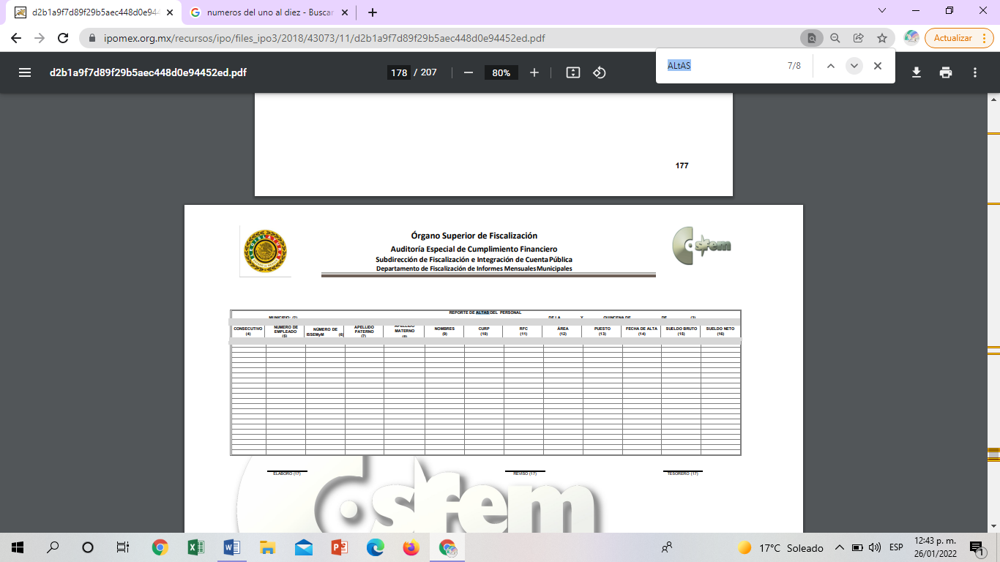 d2b1a9f7d89f29b5aec448d0e944
numeros del uno al diez - Buscar
ipomex.org.mx/recursos/ipo/files_ipo3/2018/43073/11/d2b1a9f7d89f29b5aec448d0e94452ed.pdf
Actualizar
ALtAS
7/8
d2b1a9f7d89f29b5aec448d0e94452ed.pdf
178 / 207
80%
177
Órgano Superior de Fiscalización
Auditoría Especial de Cumplimiento Financiero
Subdirección de Fiscalización e Integración de Cuenta Pública
Departamento de Fiscalización de Informes Mensuales Municipales
LEGISLATURA
Osfem
REPORTE DE ALTAS DEL PERSONAL
MUNICIPIO: (2) DE LA Y QUINCENA DE DE (3)
CONSECUTIVO (4)
NÚMERO DE EMPLEADO (5)
NÚMERO DE ISSEMyM (6)
APELLIDO PATERNO (7)
APELLIDO MATERNO (8)
NOMBRES (9)
CURP (10)
RFC (11)
ÁREA (12)
PUESTO (13)
FECHA DE ALTA (14)
SUELDO BRUTO (15)
SUELDO NETO (16)
ELABORÓ (17)
REVISÓ (17)
TESORERO (17)
Osfem
17°C Soleado
ESP
12:43 p. m.
26/01/2022
1